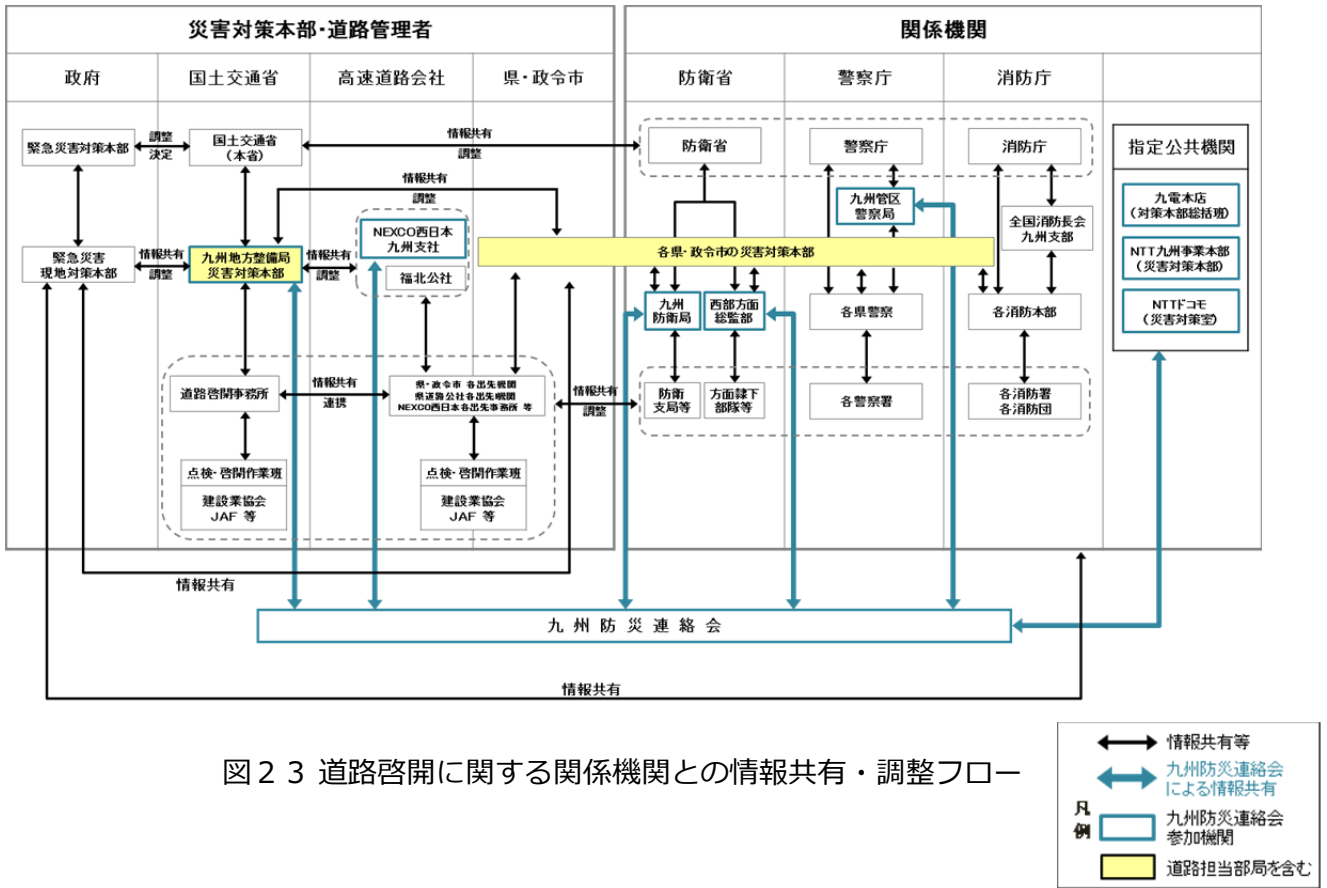 災害対策本部・道路管理者
関係機関
政府
国土交通省
高速道路会社
県・政令市
防衛省
警察庁
消防庁
緊急災害対策本部
調整
決定
国土交通省
(本省)
情報共有
調整
防衛省
警察庁
消防庁
指定公共機関
情報共有
調整
九州管区
警察局
九電本店
(対策本部総括班)
NEXCO西日本
九州支社
全国消防長会
九州支部
緊急災害
現地対策本部
情報共有
調整
九州地方整備局
災害対策本部
情報共有
調整
各県・政令市の災害対策本部
NTT九州事業本部
(災害対策本部)
福北公社
九州
防衛局
西部方面
総監部
各県警察
各消防本部
NTTドコモ
(災害対策室)
道路啓開事務所
情報共有
連携
県・政令市 各出先機関
県道路公社各出先機関
NEXCO西日本各出先事務所 等
情報共有
調整
防衛
支局等
方面隷下
部隊等
各警察署
各消防署
各消防団
点検・啓開作業班
建設業協会
JAF 等
点検・啓開作業班
建設業協会
JAF 等
情報共有
九州防災連絡会
情報共有
図23 道路啓開に関する関係機関との情報共有・調整フロー
凡例
情報共有等
九州防災連絡会
による情報共有
九州防災連絡会
参加機関
道路担当部局を含む